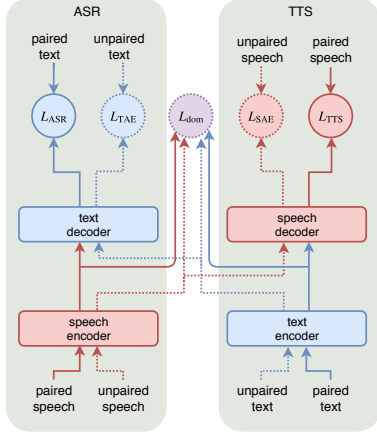 ASR
TTS
paired
text
unpaired
text
unpaired
speech
paired
speech
L_ASR
L_TAE
L_dom
L_SAE
L_TTS
text
decoder
speech
decoder
speech
encoder
text
encoder
paired
speech
unpaired
speech
unpaired
text
paired
text